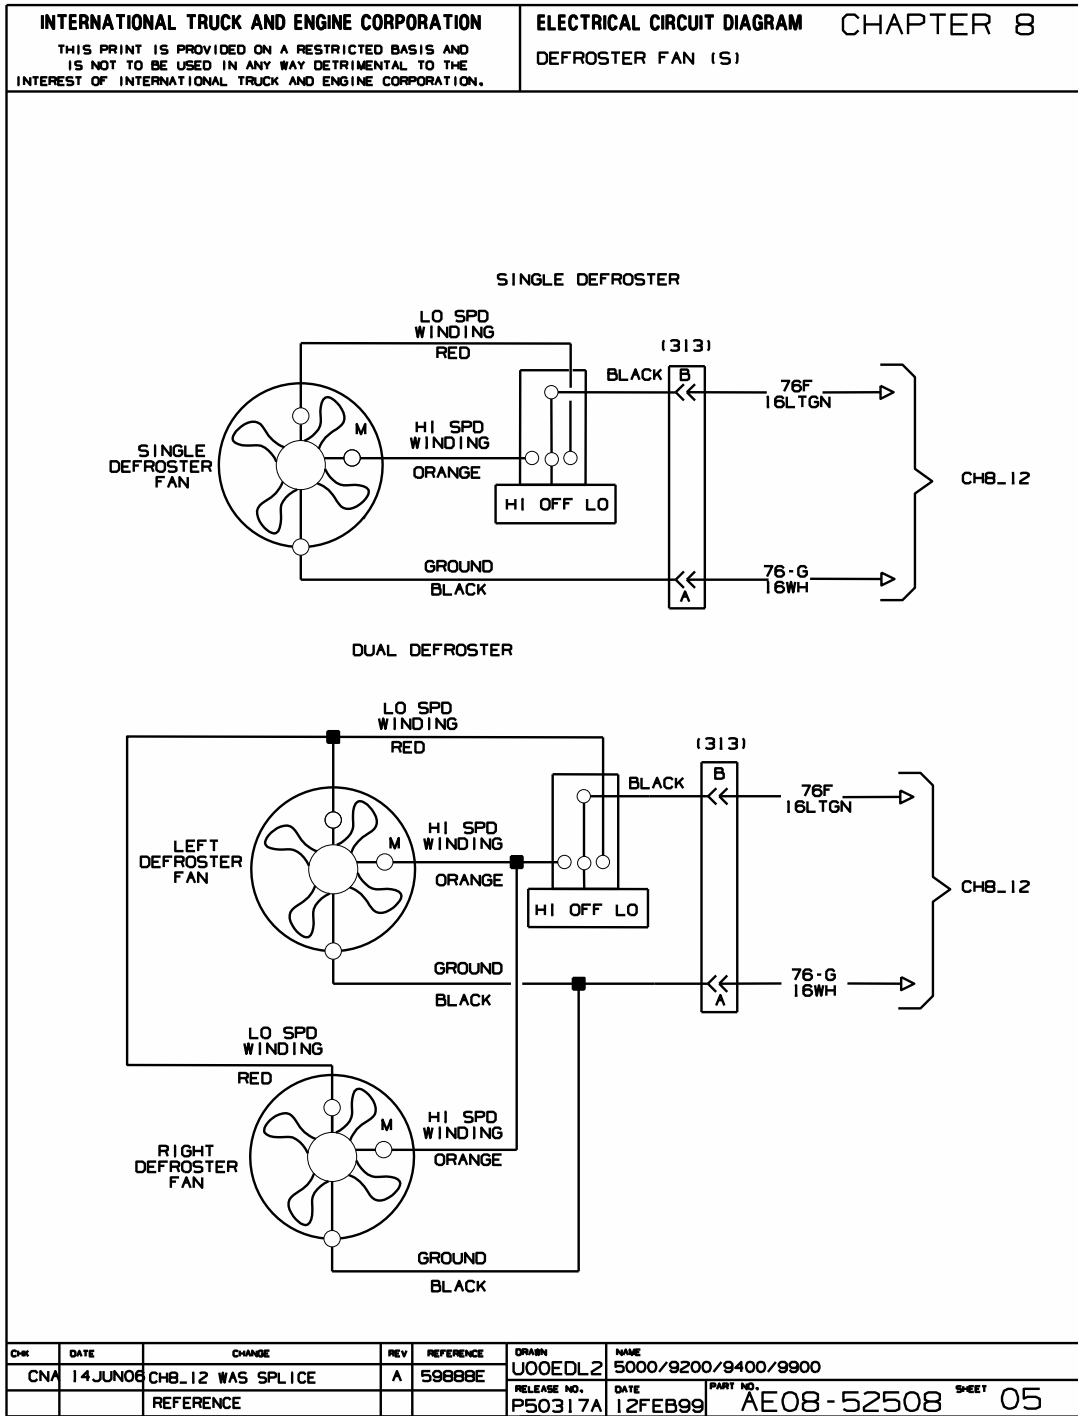 INTERNATIONAL TRUCK AND ENGINE CORPORATION
THIS PRINT IS PROVIDED ON A RESTRICTED BASIS AND
IS NOT TO BE USED IN ANY WAY DETRIMENTAL TO THE
INTEREST OF INTERNATIONAL TRUCK AND ENGINE CORPORATION.
ELECTRICAL CIRCUIT DIAGRAM CHAPTER 8
DEFROSTER FAN (S)
SINGLE DEFROSTER
LO SPD
WINDING
RED
(313)
BLACK
B
76F
16LTGN
M
HI SPD
WINDING
ORANGE
SINGLE
DEFROSTER
FAN
CH8_12
HI OFF LO
GROUND
BLACK
76-G
16WH
A
DUAL DEFROSTER
LO SPD
WINDING
RED
(313)
B
BLACK
76F
16LTGN
HI SPD
WINDING
ORANGE
M
LEFT
DEFROSTER
FAN
CH8_12
HI OFF LO
GROUND
BLACK
76-G
16WH
A
LO SPD
WINDING
RED
HI SPD
WINDING
ORANGE
M
RIGHT
DEFROSTER
FAN
GROUND
BLACK
CHK DATE CHANGE REV REFERENCE
CNA 14JUN06 CH8_12 WAS SPLICE A 59888E
REFERENCE
DRAWN
U00EDL2
NAME
5000/9200/9400/9900
RELEASE NO.
P50317A
DATE
12FEB99
PART NO.
AE08-52508
SHEET 05